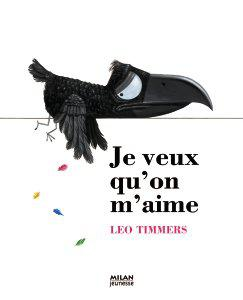 Je veux
qu'on
m'aime
LEO TIMMERS
MILAN
jeunesse